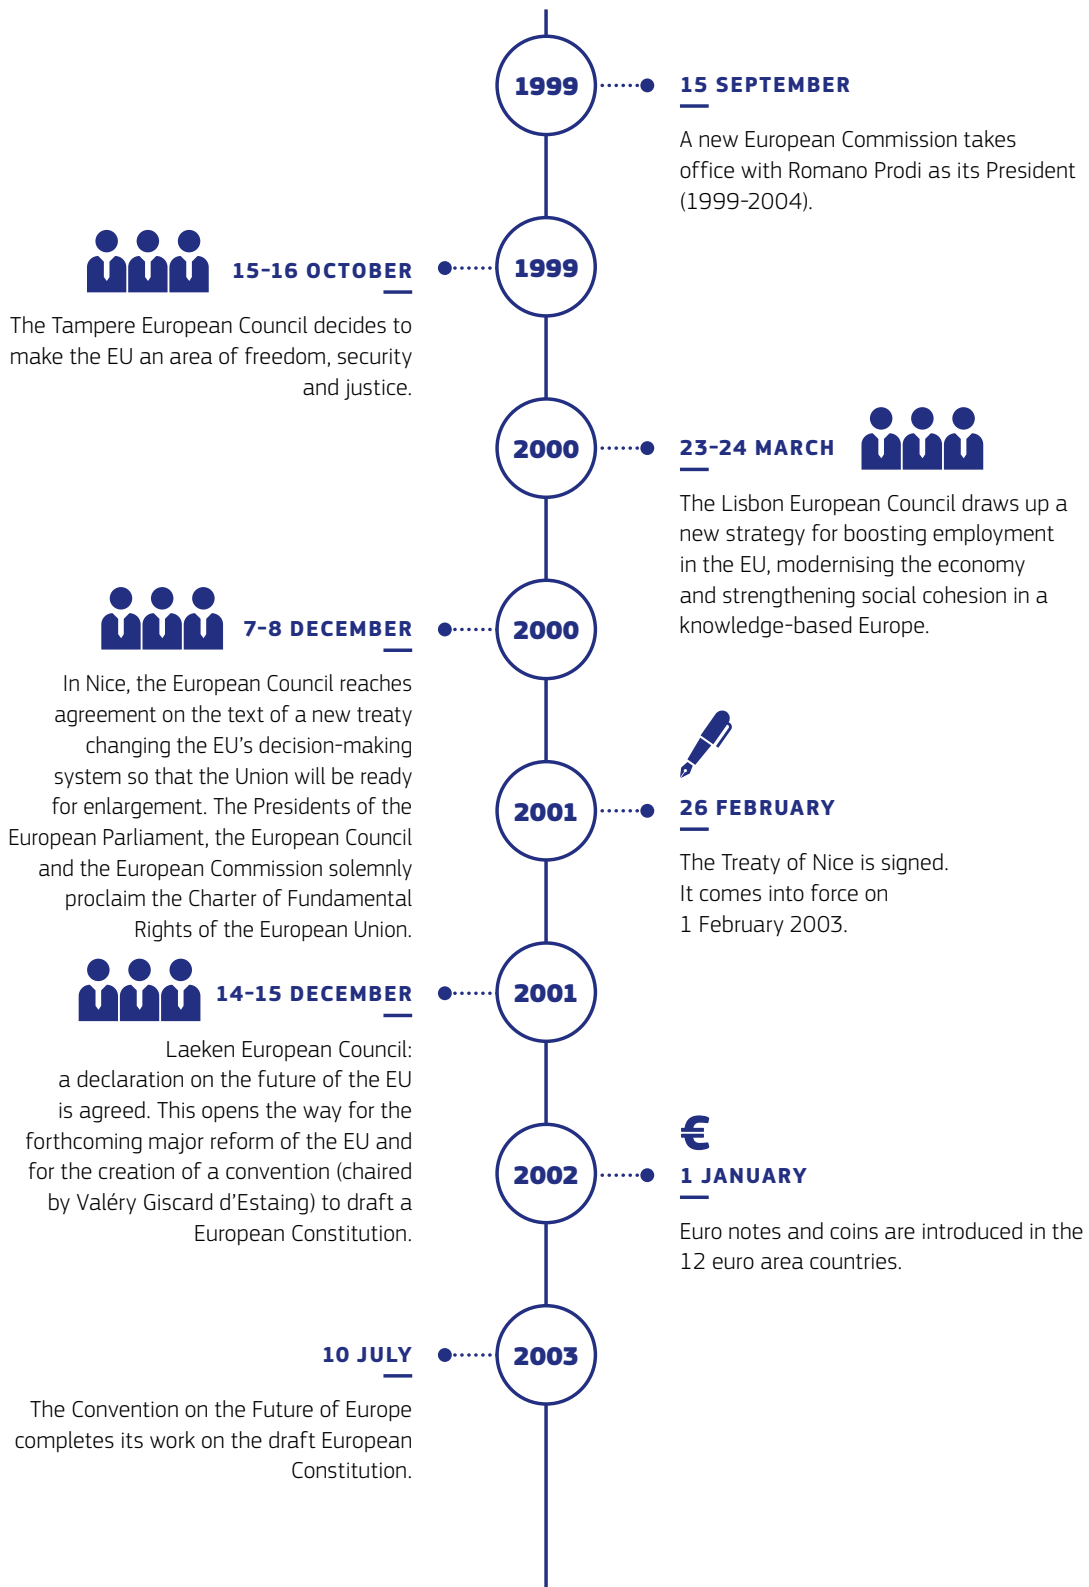 1999
15 SEPTEMBER
A new European Commission takes
office with Romano Prodi as its President
(1999-2004).
1999
15-16 OCTOBER
The Tampere European Council decides to
make the EU an area of freedom, security
and justice.
2000
23-24 MARCH
The Lisbon European Council draws up a
new strategy for boosting employment
in the EU, modernising the economy
and strengthening social cohesion in a
knowledge-based Europe.
2000
7-8 DECEMBER
In Nice, the European Council reaches
agreement on the text of a new treaty
changing the EU’s decision-making
system so that the Union will be ready
for enlargement. The Presidents of the
European Parliament, the European Council
and the European Commission solemnly
proclaim the Charter of Fundamental
Rights of the European Union.
2001
26 FEBRUARY
The Treaty of Nice is signed.
It comes into force on
1 February 2003.
2001
14-15 DECEMBER
Laeken European Council:
a declaration on the future of the EU
is agreed. This opens the way for the
forthcoming major reform of the EU and
for the creation of a convention (chaired
by Valéry Giscard d’Estaing) to draft a
European Constitution.
2002
€
1 JANUARY
Euro notes and coins are introduced in the
12 euro area countries.
2003
10 JULY
The Convention on the Future of Europe
completes its work on the draft European
Constitution.